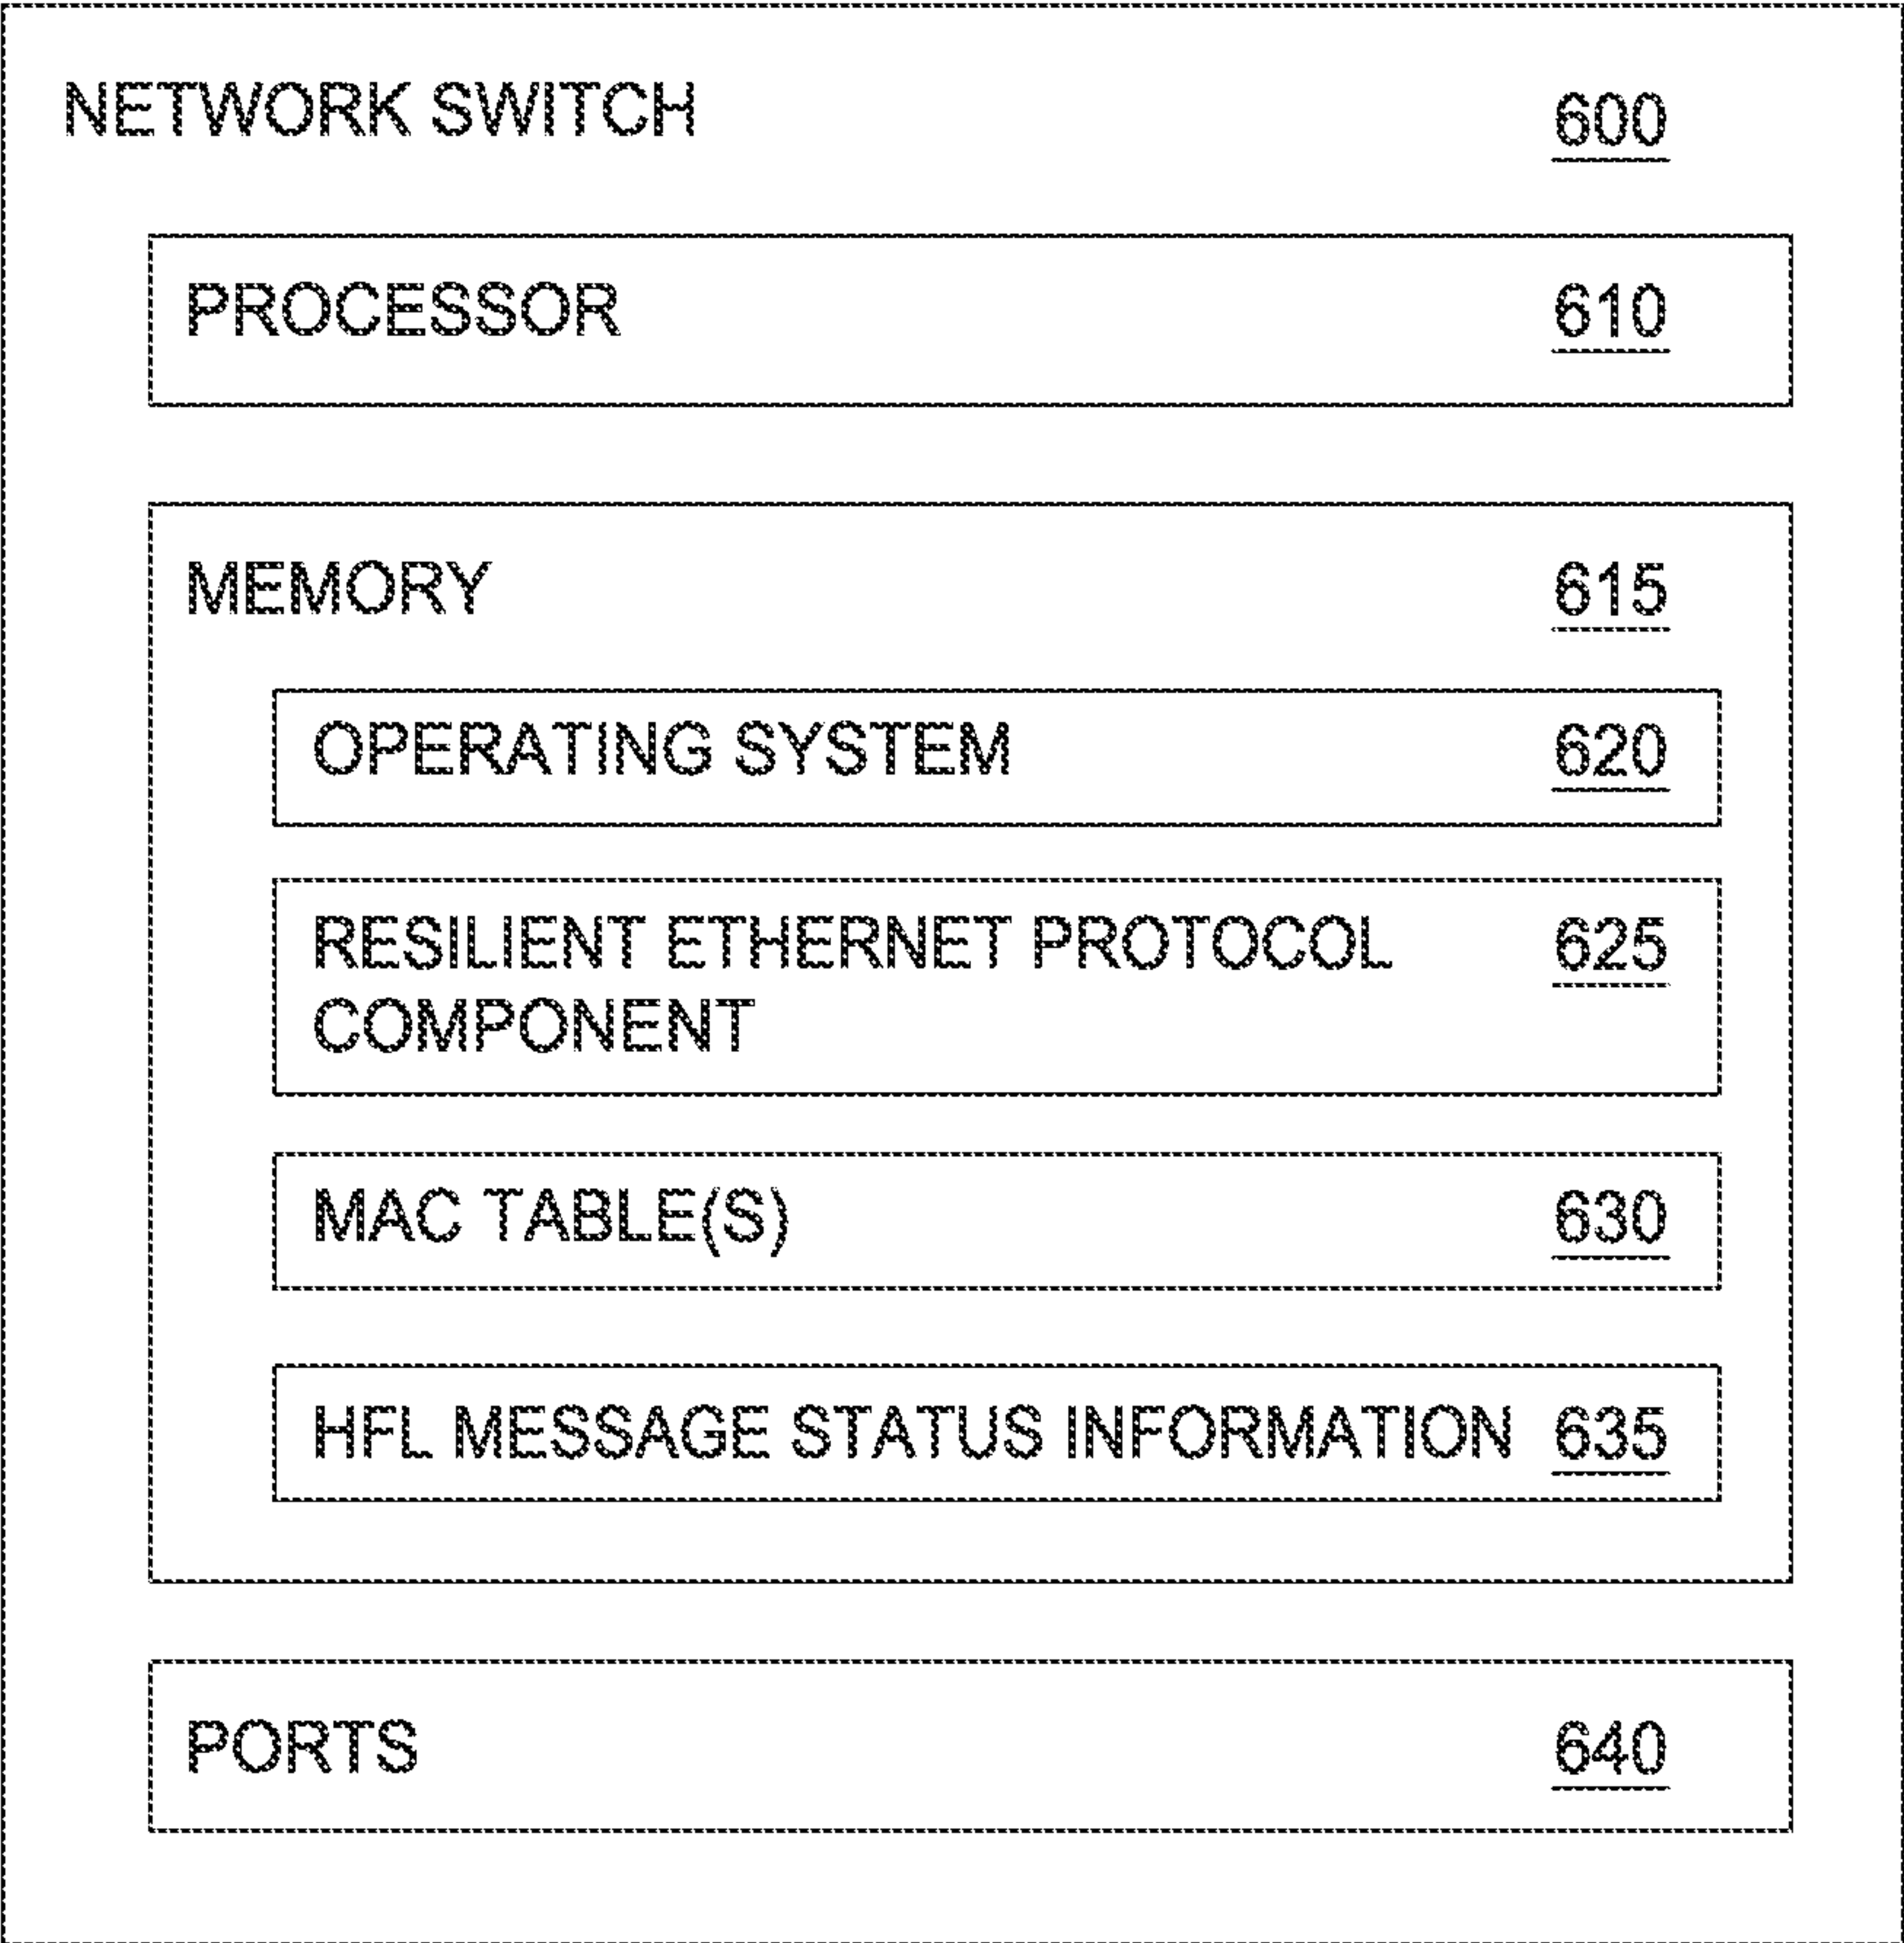 NETWORK SWITCH 600
PROCESSOR 610
MEMORY 615
OPERATING SYSTEM 620
RESILIENT ETHERNET PROTOCOL 625
COMPONENT
MAC TABLE(S) 630
HFL MESSAGE STATUS INFORMATION 635
PORTS 640